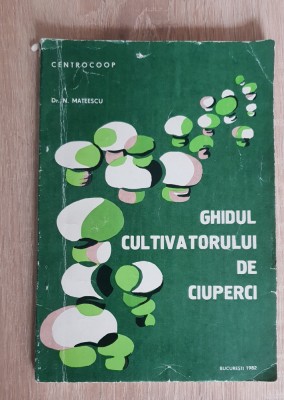 CENTROCOOP
Dr. N. MATEESCU
GHIDUL
CULTIVATORULUI
DE
CIUPERCI
BUCUREȘTI 1982